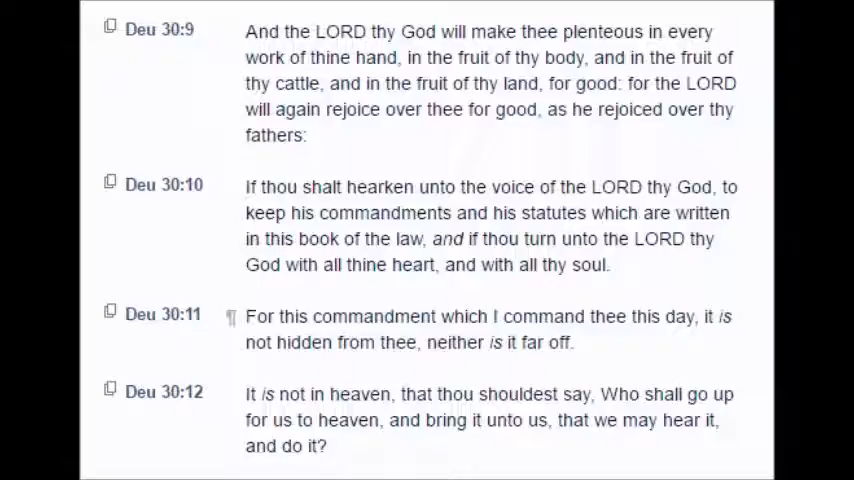 Deu 30:9 And the LORD thy God will make thee plenteous in every
work of thine hand, in the fruit of thy body, and in the fruit of
thy cattle, and in the fruit of thy land, for good: for the LORD
will again rejoice over thee for good, as he rejoiced over thy
fathers:
Deu 30:10 If thou shalt hearken unto the voice of the LORD thy God, to
keep his commandments and his statutes which are written
in this book of the law, and if thou turn unto the LORD thy
God with all thine heart, and with all thy soul.
Deu 30:11 ¶ For this commandment which I command thee this day, it is
not hidden from thee, neither is it far off.
Deu 30:12 It is not in heaven, that thou shouldest say, Who shall go up
for us to heaven, and bring it unto us, that we may hear it,
and do it?